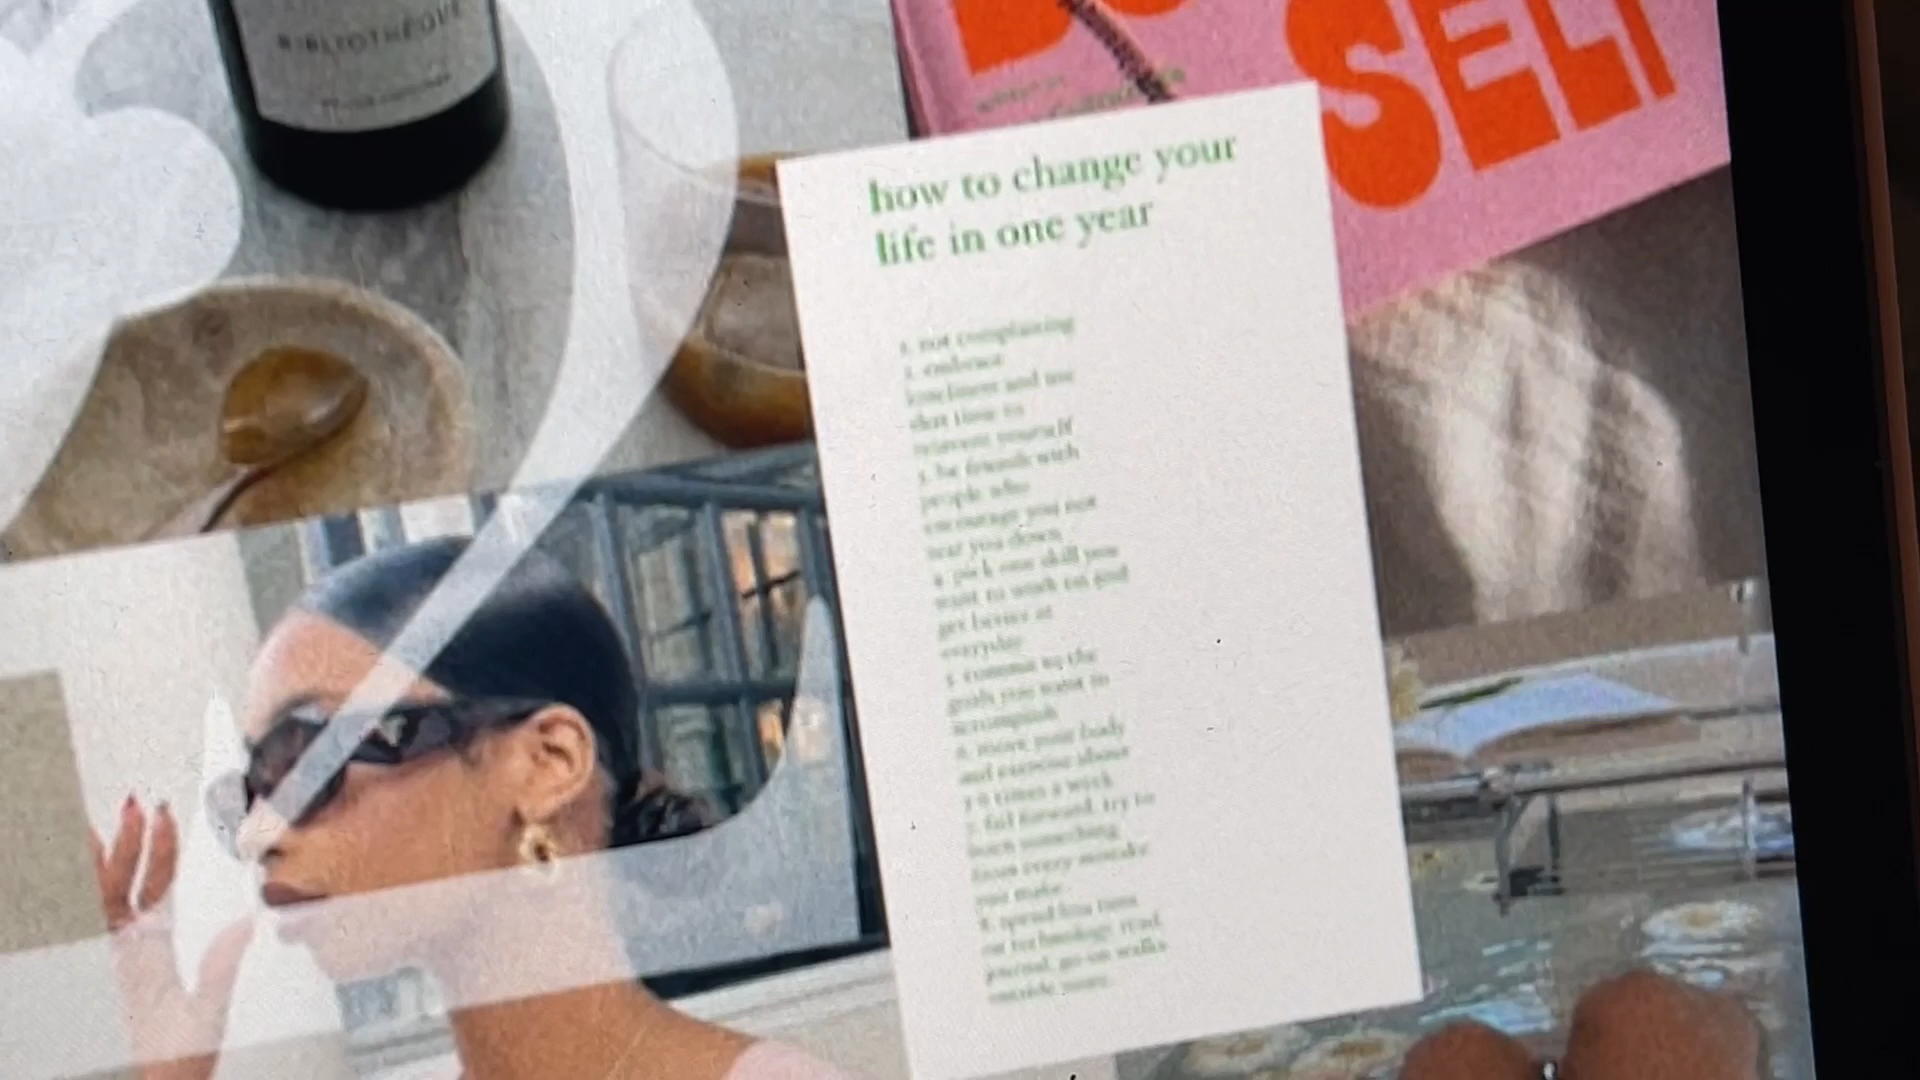 BIBLIOTHÈQUE
SELF
how to change your
life in one year
1. not complaining
2. embrace
loneliness and use
that time to
reinvent yourself
3. be friends with
people who
encourage you not
tear you down
4. pick one skill you
want to work on and
get better at
everyday
5. commit to the
goals you want to
accomplish
6. move your body
and exercise about
3-6 times a week
7. fail forward, try to
learn something
from every mistake
you make
8. spend less time
on technology. read,
journal, go on walks
outside more.